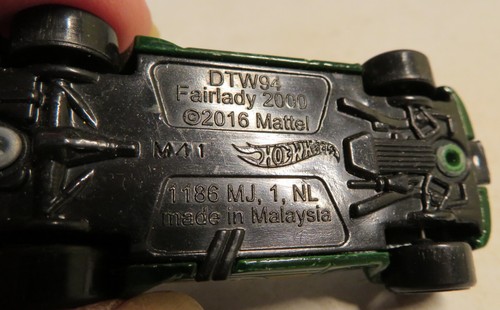 DTW94
Fairlady 2000
©2016 Mattel
M41
HOT WHEELS
1186 MJ, 1, NL
made in Malaysia